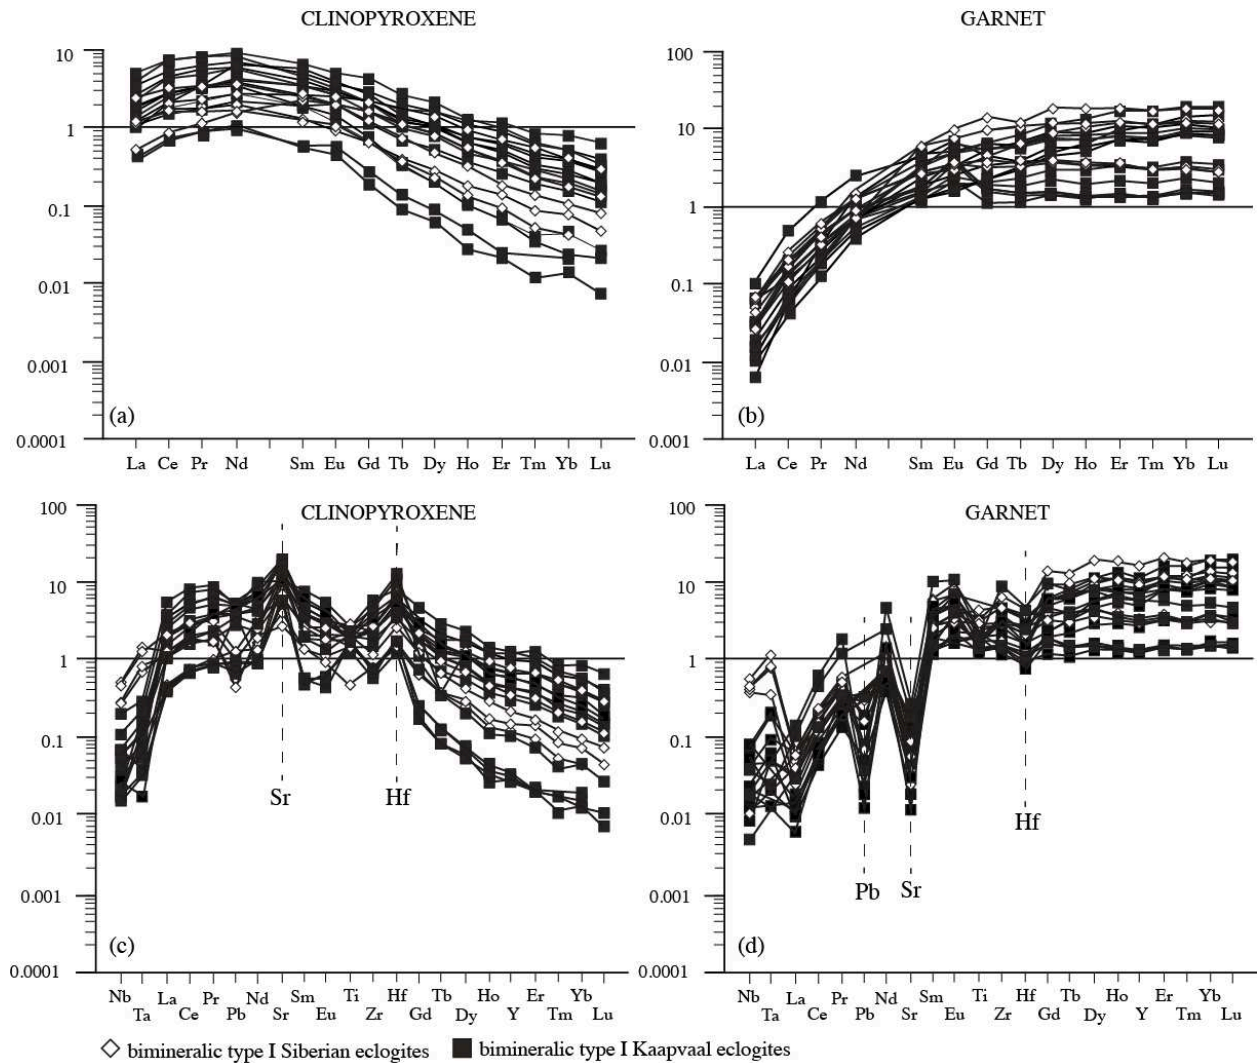 CLINOPYROXENE
GARNET
10
1
0.1
0.01
0.001
0.0001
(a)
La Ce Pr Nd Sm Eu Gd Tb Dy Ho Er Tm Yb Lu
100
10
1
0.1
0.01
0.001
(b)
La Ce Pr Nd Sm Eu Gd Tb Dy Ho Er Tm Yb Lu
CLINOPYROXENE
GARNET
100
10
1
0.1
0.01
0.001
0.0001
Sr
Hf
(c)
Nb La Pr Nd Sm Ti Hf Tb Ho Er Yb
Ta Ce Pb Sr Eu Zr Gd Dy Y Tm Lu
100
10
1
0.1
0.01
0.001
0.0001
Hf
Pb
Sr
(d)
Nb La Pr Nd Sm Ti Hf Tb Ho Er Yb
Ta Ce Pb Sr Eu Zr Gd Dy Y Tm Lu
bimineralic type I Siberian eclogites
bimineralic type I Kaapvaal eclogites